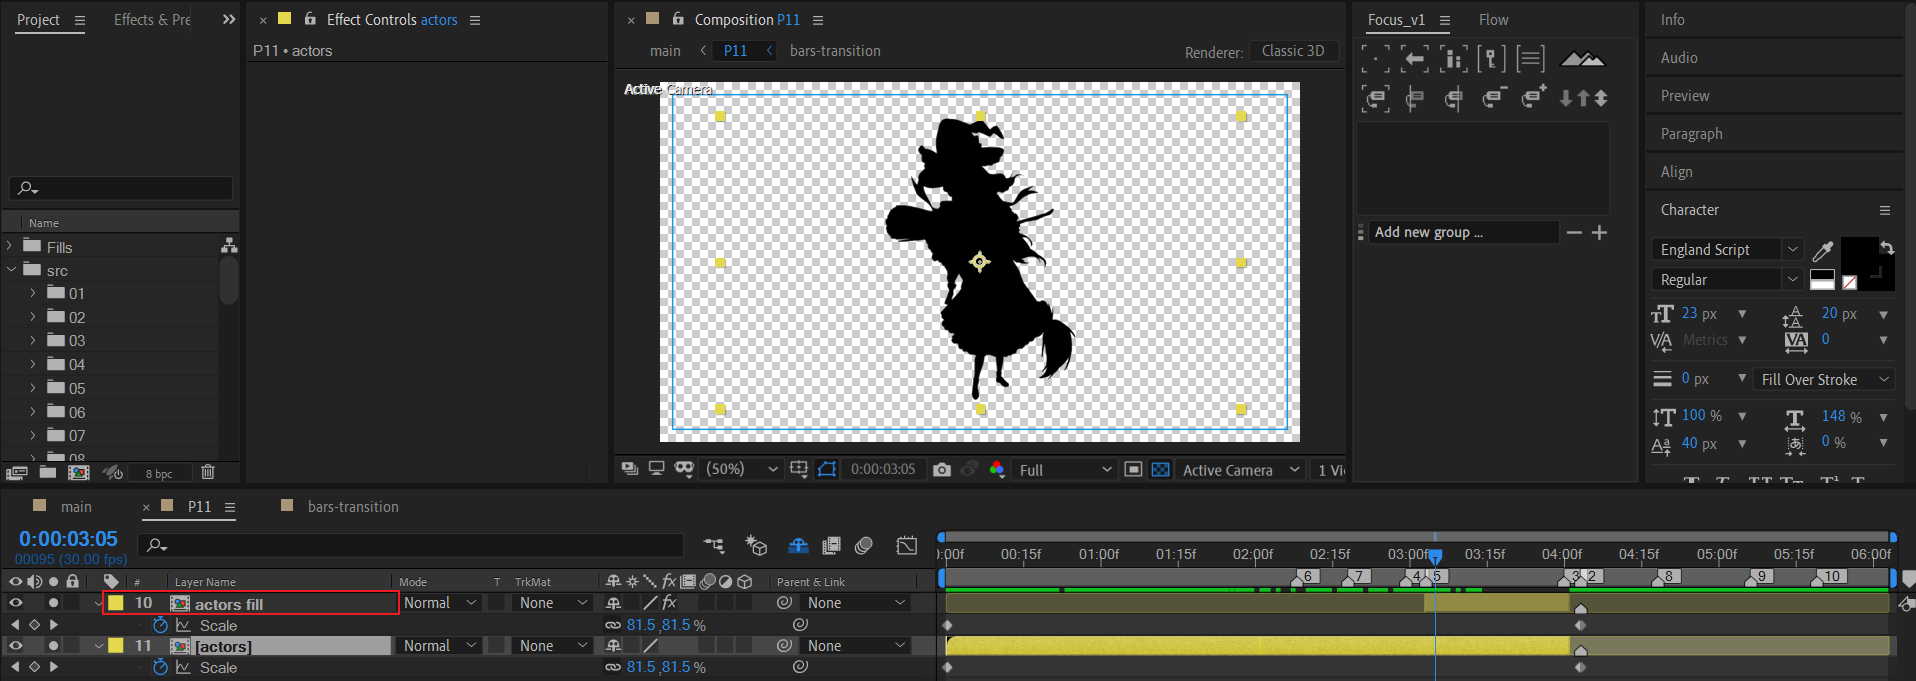 Project
Effects & Pre
Effect Controls actors
Composition P11
Focus_v1
Flow
Info
P11 • actors
main
P11
bars-transition
Renderer:
Classic 3D
Audio
Active Camera
Preview
Paragraph
Align
Name
Character
Fills
Add new group ...
England Script
src
Regular
01
02
23 px
20 px
03
Metrics
0
04
0 px
Fill Over Stroke
05
06
100 %
148 %
07
40 px
0 %
08
8 bpc
(50%)
0:00:03:05
Full
Active Camera
1 Vi
main
P11
bars-transition
0:00:03:05
00095 (30.00 fps)
:00f
00:15f
01:00f
01:15f
02:00f
02:15f
03:00f
03:15f
04:00f
04:15f
05:00f
05:15f
06:00f
#
Layer Name
Mode
T
TrkMat
Parent & Link
6
7
4
5
3
2
8
9
10
10
actors fill
Normal
None
None
Scale
81.5 ,81.5 %
11
[actors]
Normal
None
None
Scale
81.5 ,81.5 %